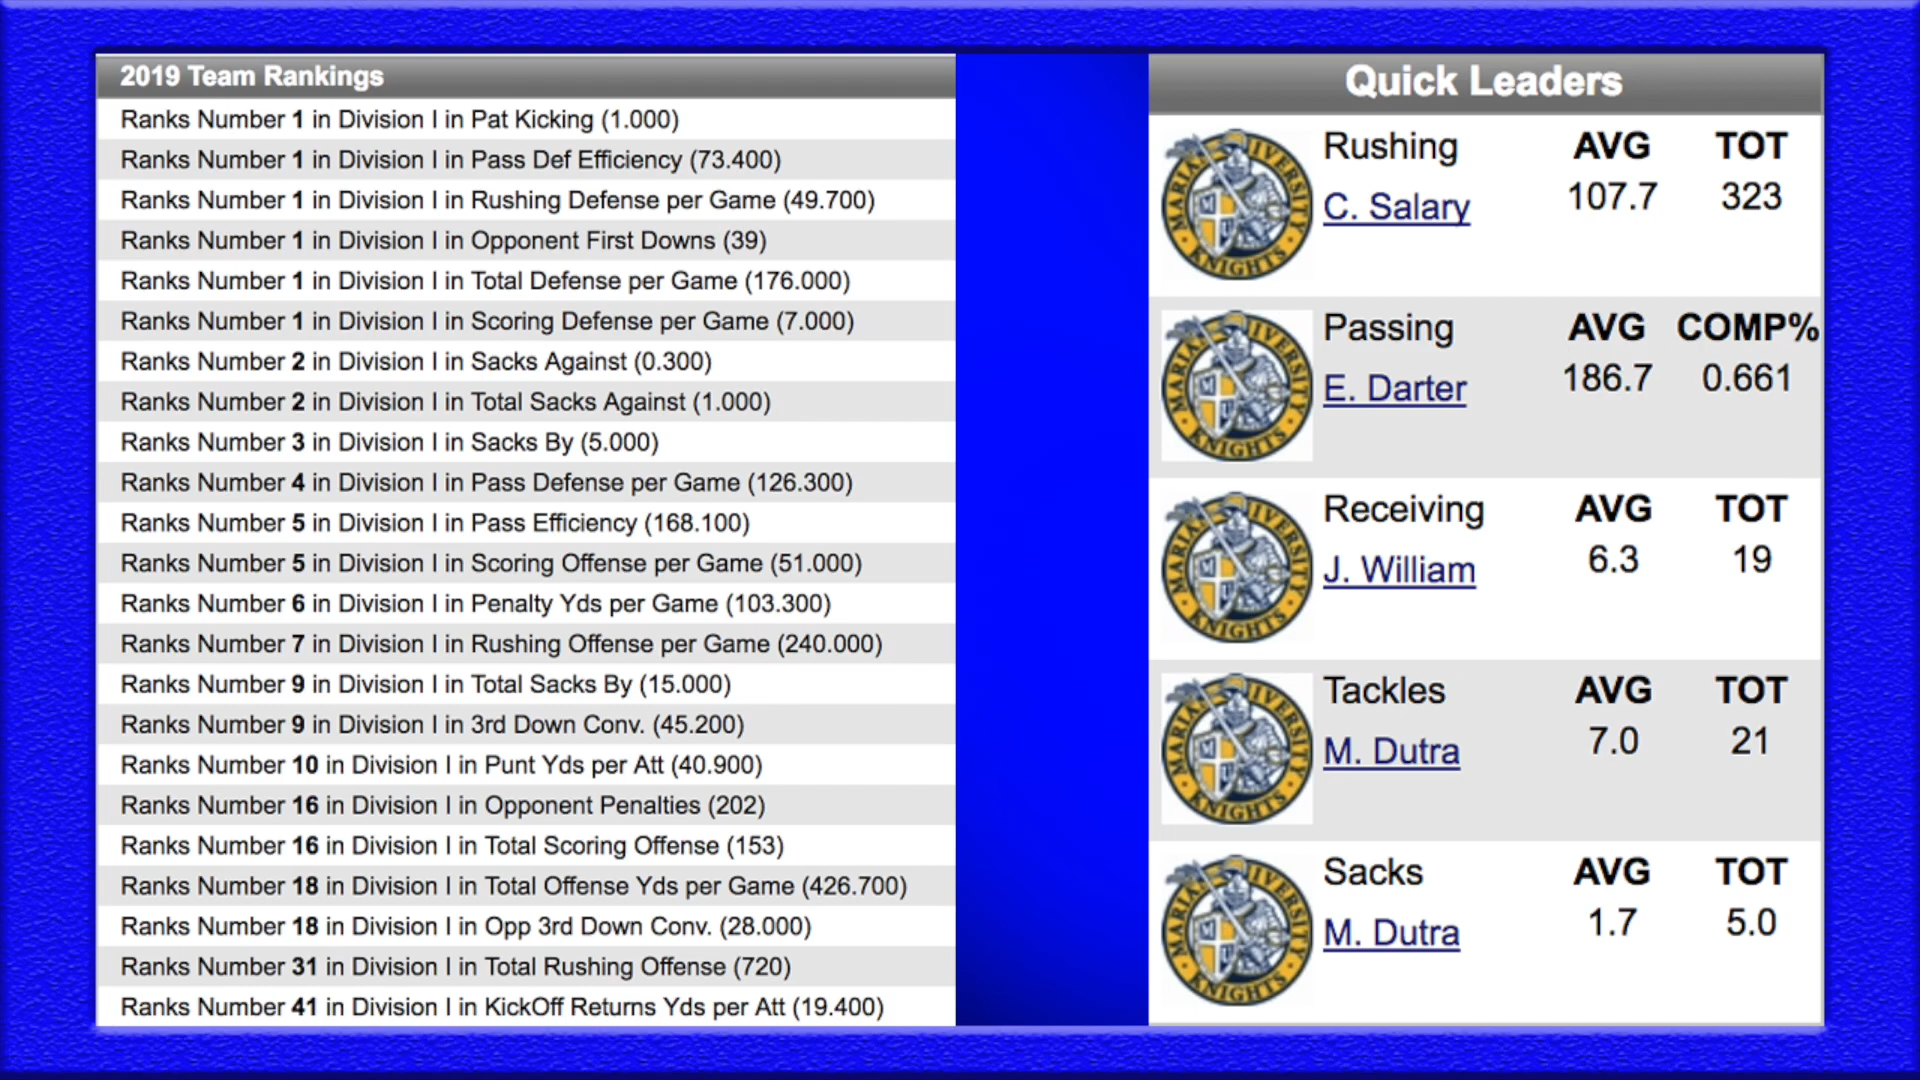 2019 Team Rankings
Ranks Number 1 in Division I in Pat Kicking (1.000)
Ranks Number 1 in Division I in Pass Def Efficiency (73.400)
Ranks Number 1 in Division I in Rushing Defense per Game (49.700)
Ranks Number 1 in Division I in Opponent First Downs (39)
Ranks Number 1 in Division I in Total Defense per Game (176.000)
Ranks Number 1 in Division I in Scoring Defense per Game (7.000)
Ranks Number 2 in Division I in Sacks Against (0.300)
Ranks Number 2 in Division I in Total Sacks Against (1.000)
Ranks Number 3 in Division I in Sacks By (5.000)
Ranks Number 4 in Division I in Pass Defense per Game (126.300)
Ranks Number 5 in Division I in Pass Efficiency (168.100)
Ranks Number 5 in Division I in Scoring Offense per Game (51.000)
Ranks Number 6 in Division I in Penalty Yds per Game (103.300)
Ranks Number 7 in Division I in Rushing Offense per Game (240.000)
Ranks Number 9 in Division I in Total Sacks By (15.000)
Ranks Number 9 in Division I in 3rd Down Conv. (45.200)
Ranks Number 10 in Division I in Punt Yds per Att (40.900)
Ranks Number 16 in Division I in Opponent Penalties (202)
Ranks Number 16 in Division I in Total Scoring Offense (153)
Ranks Number 18 in Division I in Total Offense Yds per Game (426.700)
Ranks Number 18 in Division I in Opp 3rd Down Conv. (28.000)
Ranks Number 31 in Division I in Total Rushing Offense (720)
Ranks Number 41 in Division I in KickOff Returns Yds per Att (19.400)
Quick Leaders
Rushing AVG TOT
C. Salary 107.7 323
Passing AVG COMP%
E. Darter 186.7 0.661
Receiving AVG TOT
J. William 6.3 19
Tackles AVG TOT
M. Dutra 7.0 21
Sacks AVG TOT
M. Dutra 1.7 5.0
KNIGHTS
KNIGHTS
KNIGHTS
KNIGHTS
KNIGHTS